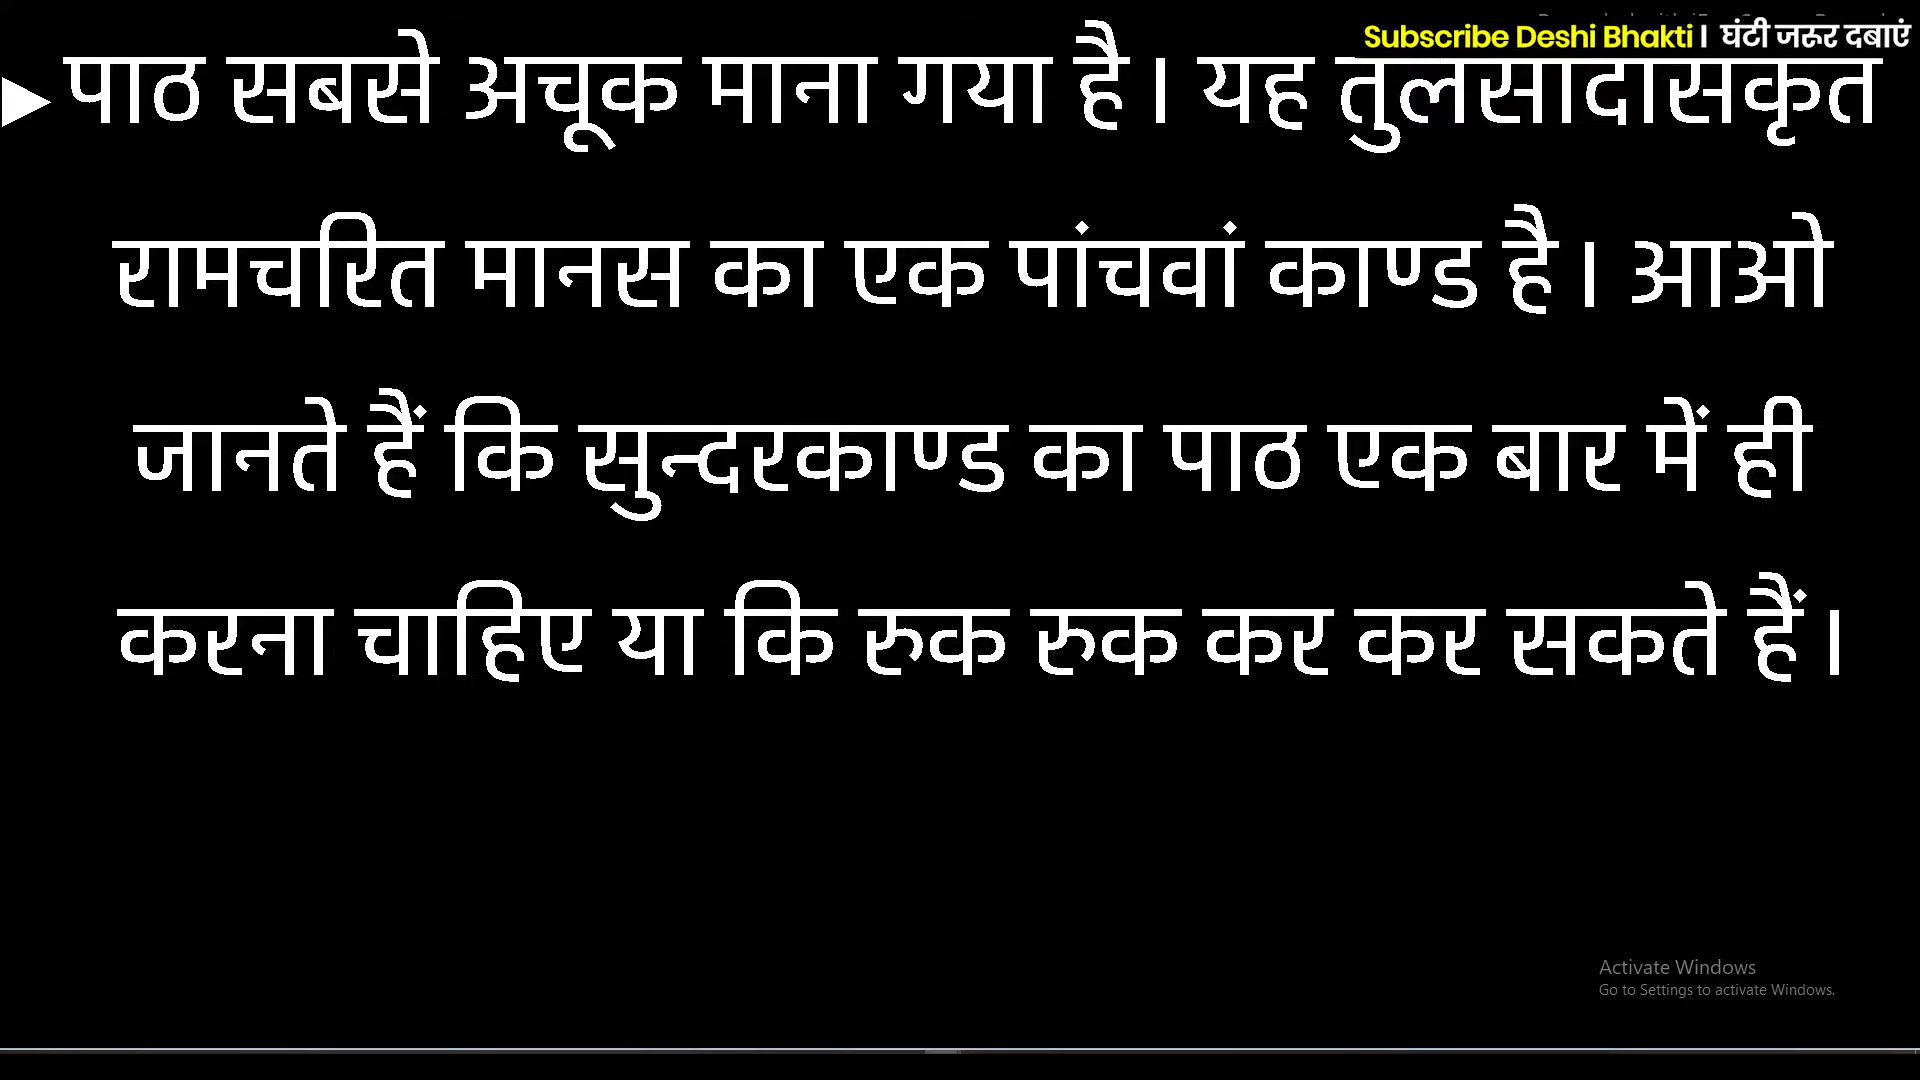 Subscribe Deshi Bhakti । घंटी जरूर दबाएं
पाठ सबसे अचूक माना गया है । यह तुलसीदासकृत
रामचरित मानस का एक पांचवां काण्ड है । आओ
जानते हैं कि सुन्दरकाण्ड का पाठ एक बार में ही
करना चाहिए या कि रुक रुक कर कर सकते हैं ।
Activate Windows
Go to Settings to activate Windows.